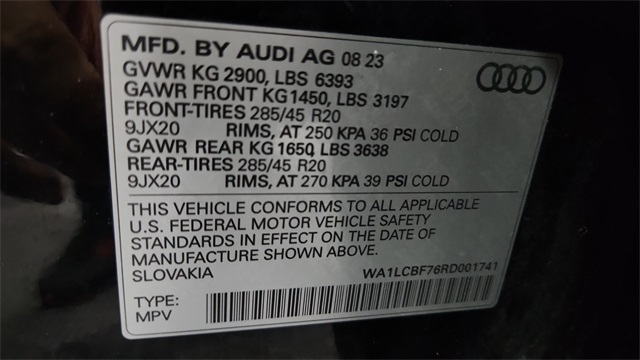 MFD. BY AUDI AG 08 23
GVWR KG 2900, LBS 6393
GAWR FRONT KG1450, LBS 3197
FRONT-TIRES 285/45 R20
9JX20 RIMS, AT 250 KPA 36 PSI COLD
GAWR REAR KG 1650, LBS 3638
REAR-TIRES 285/45 R20
9JX20 RIMS, AT 270 KPA 39 PSI COLD
THIS VEHICLE CONFORMS TO ALL APPLICABLE
U.S. FEDERAL MOTOR VEHICLE SAFETY
STANDARDS IN EFFECT ON THE DATE OF
MANUFACTURE SHOWN ABOVE.
SLOVAKIA WA1LCBF76RD001741
TYPE:
MPV